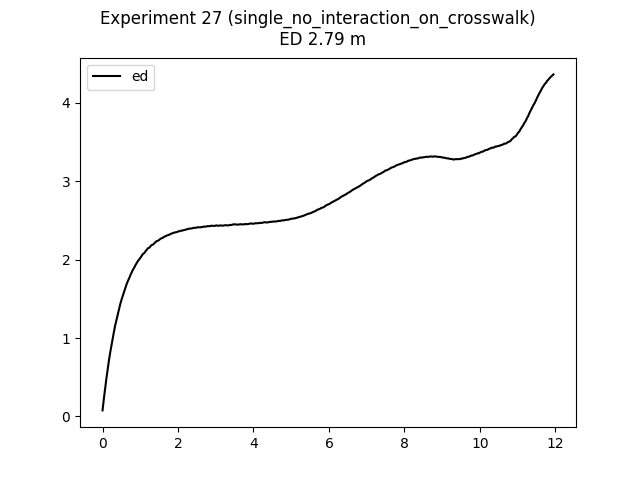 Experiment 27 (single_no_interaction_on_crosswalk)
ED 2.79 m
ed
4
3
2
1
0
0 2 4 6 8 10 12